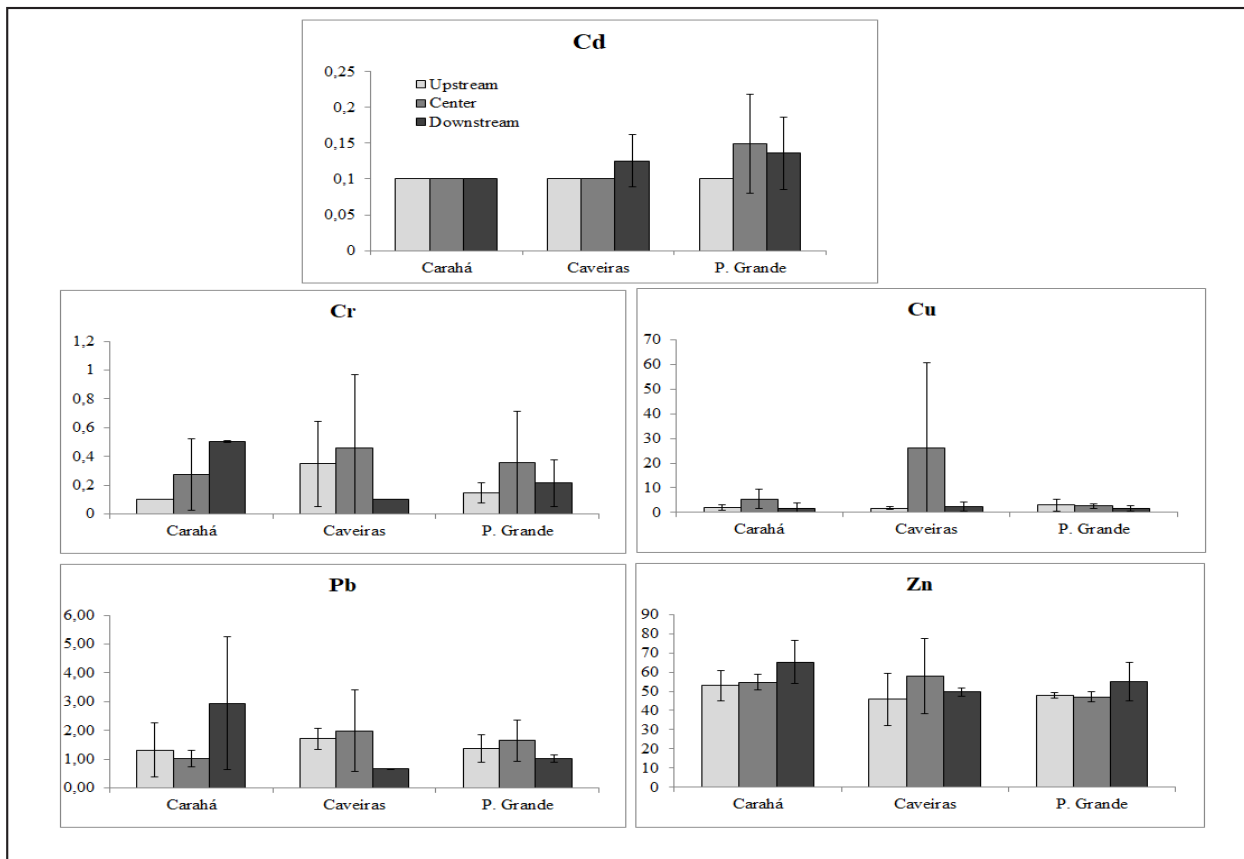 Cd
0,25
0,2
0,15
0,1
0,05
0
Upstream
Center
Downstream
Carahá Caveiras P. Grande
Cr
1,2
1
0,8
0,6
0,4
0,2
0
Carahá Caveiras P. Grande
Cu
70
60
50
40
30
20
10
0
Carahá Caveiras P. Grande
Pb
6,00
5,00
4,00
3,00
2,00
1,00
0,00
Carahá Caveiras P. Grande
Zn
90
80
70
60
50
40
30
20
10
0
Carahá Caveiras P. Grande